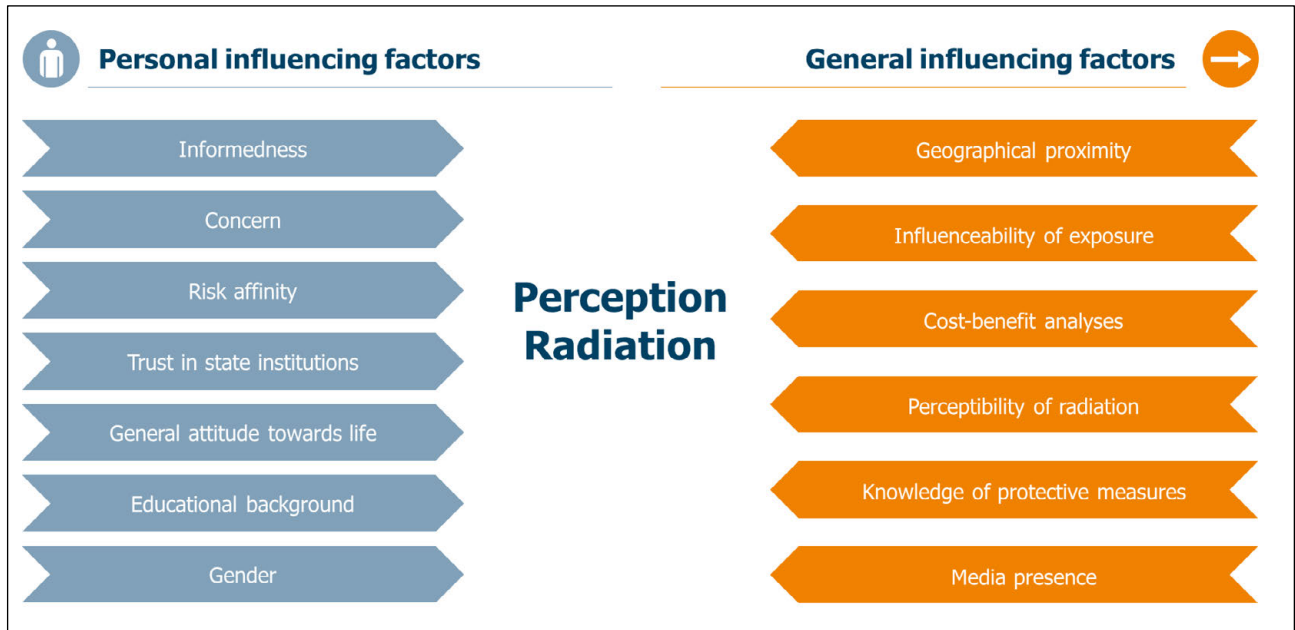 Personal influencing factors
Informedness
Concern
Risk affinity
Trust in state institutions
General attitude towards life
Educational background
Gender
Perception
Radiation
General influencing factors
Geographical proximity
Influenceability of exposure
Cost-benefit analyses
Perceptibility of radiation
Knowledge of protective measures
Media presence